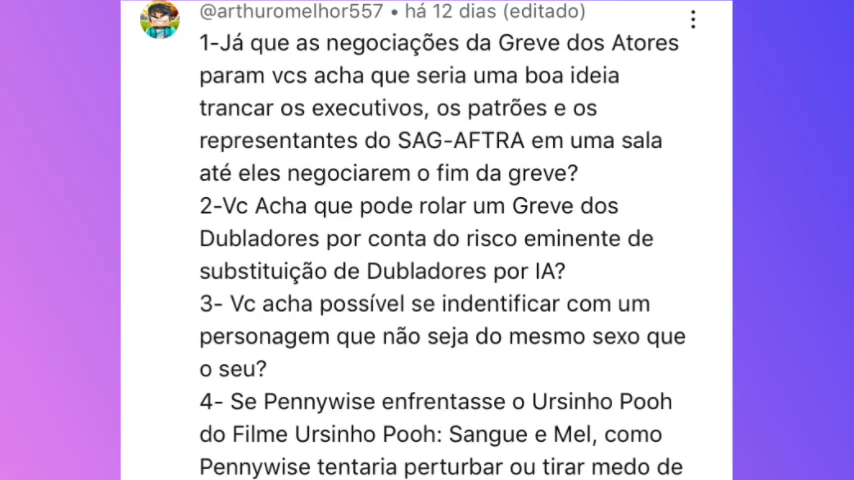 @arthuromelhor557 • há 12 dias (editado)
1-Já que as negociações da Greve dos Atores
param vcs acha que seria uma boa ideia
trancar os executivos, os patrões e os
representantes do SAG-AFTRA em uma sala
até eles negociarem o fim da greve?
2-Vc Acha que pode rolar um Greve dos
Dubladores por conta do risco eminente de
substituição de Dubladores por IA?
3- Vc acha possível se indentificar com um
personagem que não seja do mesmo sexo que
o seu?
4- Se Pennywise enfrentasse o Ursinho Pooh
do Filme Ursinho Pooh: Sangue e Mel, como
Pennywise tentaria perturbar ou tirar medo de